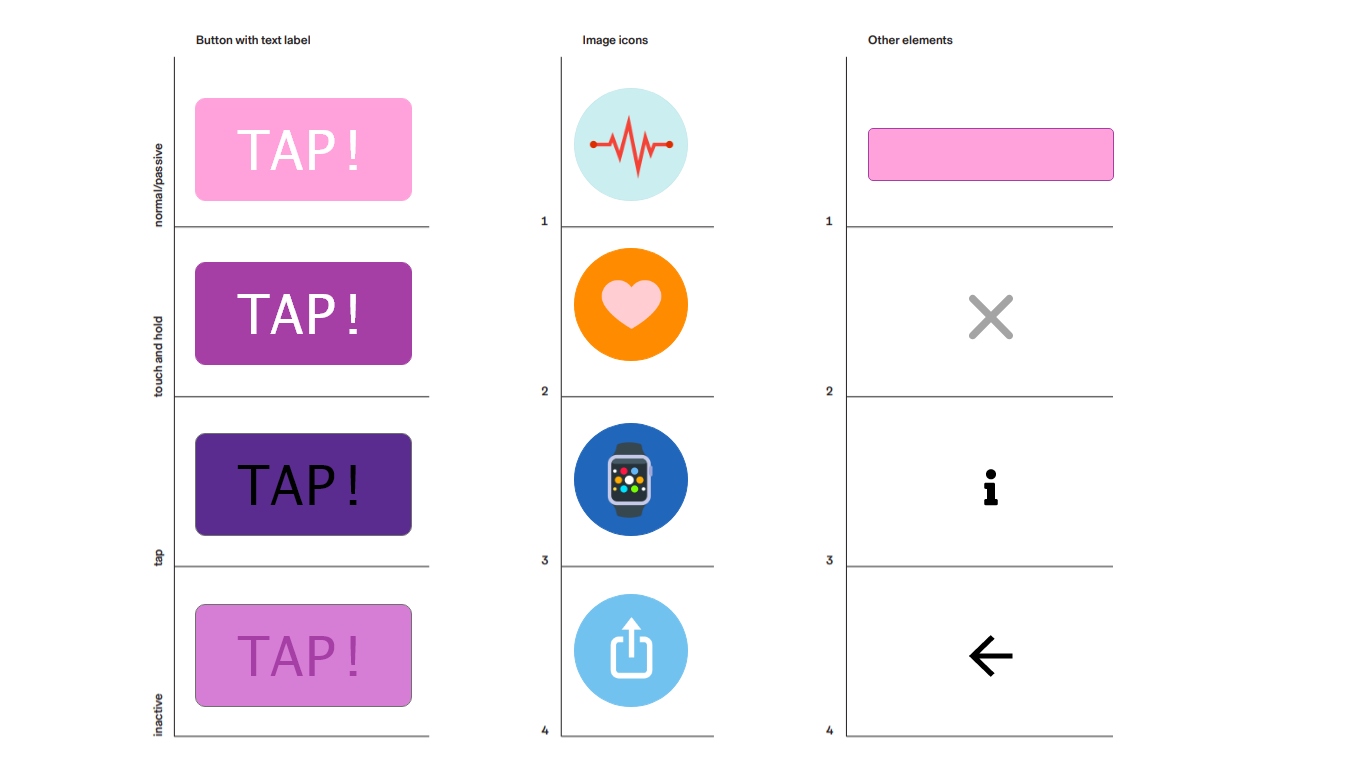 Button with text label
Image icons
Other elements
normal/passive
TAP!
1
1
touch and hold
TAP!
2
2
tap
TAP!
3
3
inactive
TAP!
4
4